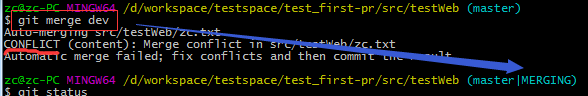 zc@zc-PC MINGW64 /d/workspace/testspace/test_first-pr/src/testWeb (master)
$ git merge dev
Auto-merging src/testWeb/zc.txt
CONFLICT (content): Merge conflict in src/testWeb/zc.txt
Automatic merge failed; fix conflicts and then commit the result.
zc@zc-PC MINGW64 /d/workspace/testspace/test_first-pr/src/testWeb (master|MERGING)
$ git status